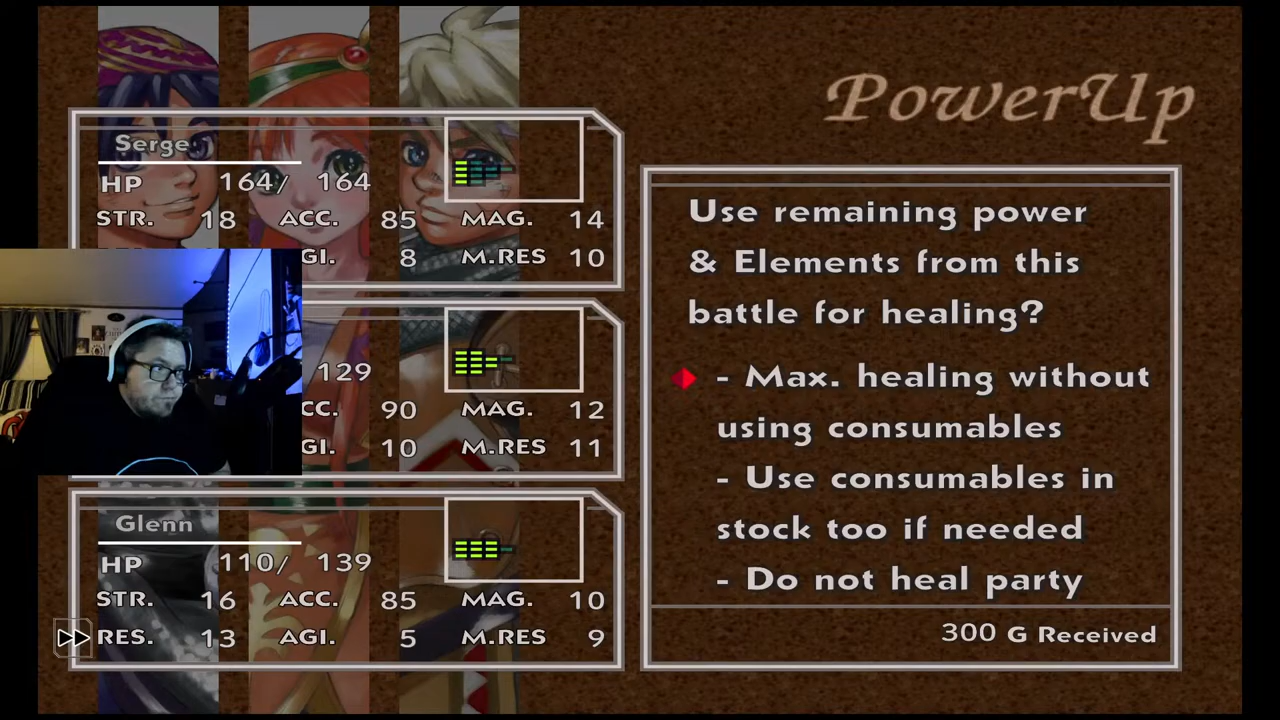 PowerUp
Serge
HP 164/ 164
STR. 18 ACC. 85 MAG. 14
GI. 8 M.RES 10
129
CC. 90 MAG. 12
GI. 10 M.RES 11
Glenn
HP 110/ 139
STR. 16 ACC. 85 MAG. 10
RES. 13 AGI. 5 M.RES 9
Use remaining power
& Elements from this
battle for healing?
- Max. healing without
using consumables
- Use consumables in
stock too if needed
- Do not heal party
300 G Received